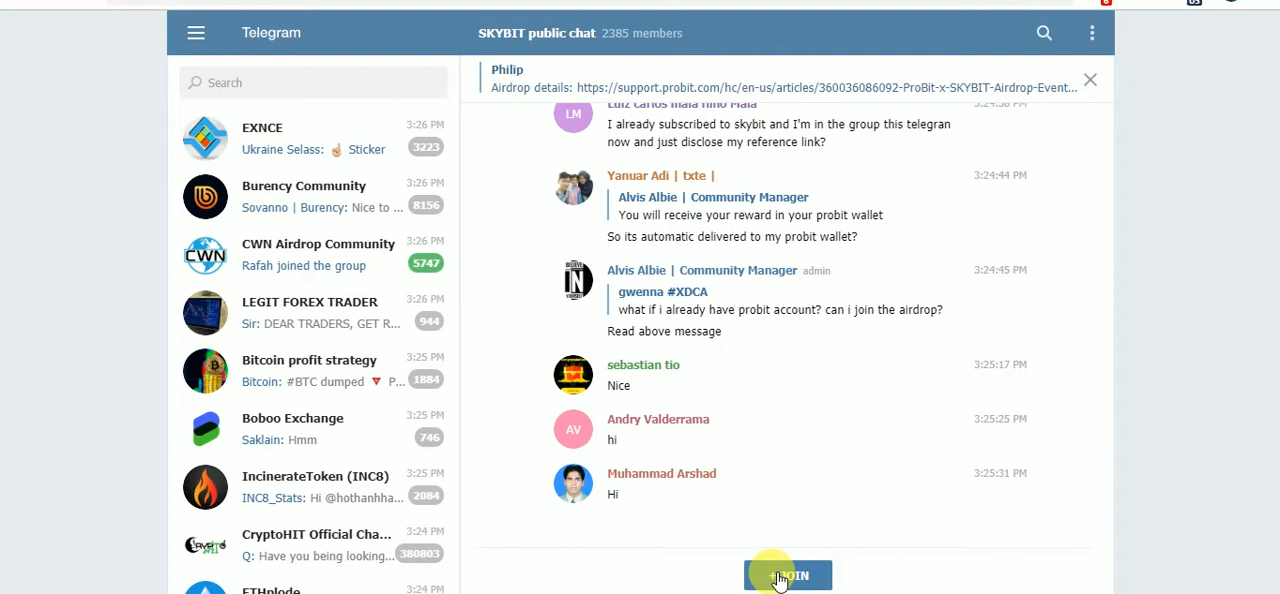 Telegram
SKYBIT public chat 2385 members
Search
EXNCE 3:26 PM
Ukraine Selass: ☝🏻 Sticker 3223
Burency Community 3:26 PM
Sovanno | Burency: Nice to ... 8156
CWN Airdrop Community 3:26 PM
CWN
Rafah joined the group 5747
LEGIT FOREX TRADER 3:26 PM
Sir: DEAR TRADERS, GET R... 944
Bitcoin profit strategy 3:25 PM
Bitcoin: #BTC dumped 🔻 P... 1884
Boboo Exchange 3:25 PM
Saklain: Hmm 746
IncinerateToken (INC8) 3:25 PM
INC8_Stats: Hi @hothanhha... 2084
CryptoHIT Official Cha... 3:24 PM
Q: Have you being looking... 380803
ETHplode 3:24 PM
Philip
Airdrop details: https://support.probit.com/hc/en-us/articles/360036086092-ProBit-x-SKYBIT-Airdrop-Event...
Luiz carlos maia nino Maia 3:24:38 PM
LM
I already subscribed to skybit and I'm in the group this telegran
now and just disclose my reference link?
Yanuar Adi | txte | 3:24:44 PM
Alvis Albie | Community Manager
You will receive your reward in your probit wallet
So its automatic delivered to my probit wallet?
Alvis Albie | Community Manager admin 3:24:45 PM
gwenna #XDCA
what if i already have probit account? can i join the airdrop?
Read above message
sebastian tio 3:25:17 PM
Nice
Andry Valderrama 3:25:25 PM
AV
hi
Muhammad Arshad 3:25:31 PM
Hi
+ JOIN